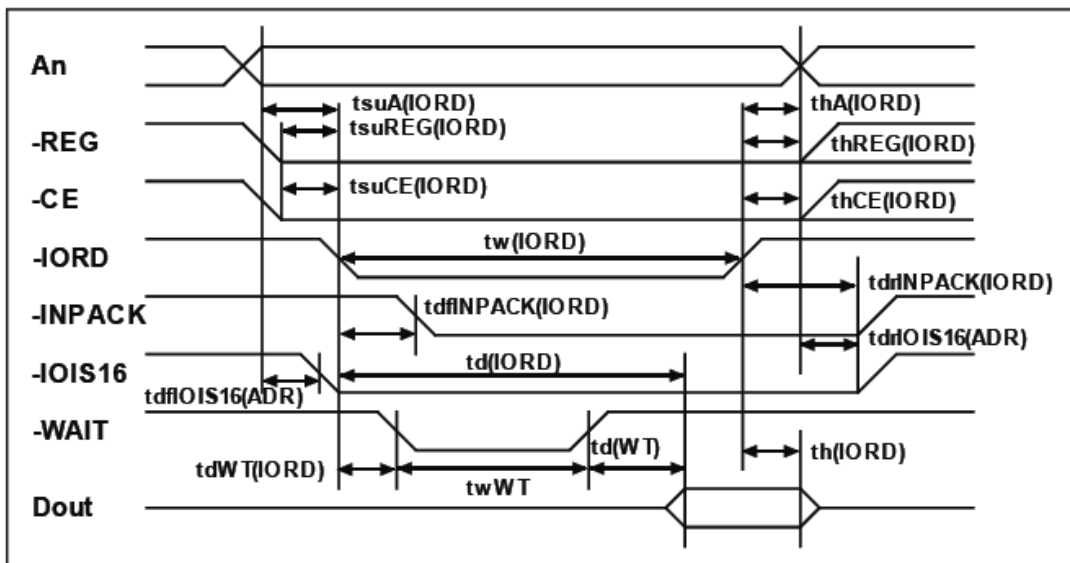 An
tsuA(IORD)
thA(IORD)
-REG
tsuREG(IORD)
thREG(IORD)
-CE
tsuCE(IORD)
thCE(IORD)
-IORD
tw(IORD)
-INPACK
tdfINPACK(IORD)
tdrINPACK(IORD)
-IOIS16
tdfIOIS16(ADR)
td(IORD)
tdrIOIS16(ADR)
-WAIT
tdWT(IORD)
twWT
td(WT)
th(IORD)
Dout